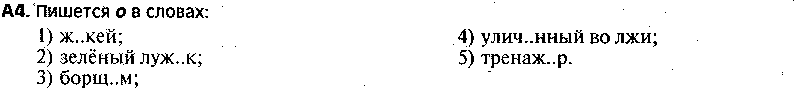 А4. Пишется о в словах:
1) ж..кей;
2) зелёный луж..к;
3) борщ..м;
4) улич..нный во лжи;
5) тренаж..р.